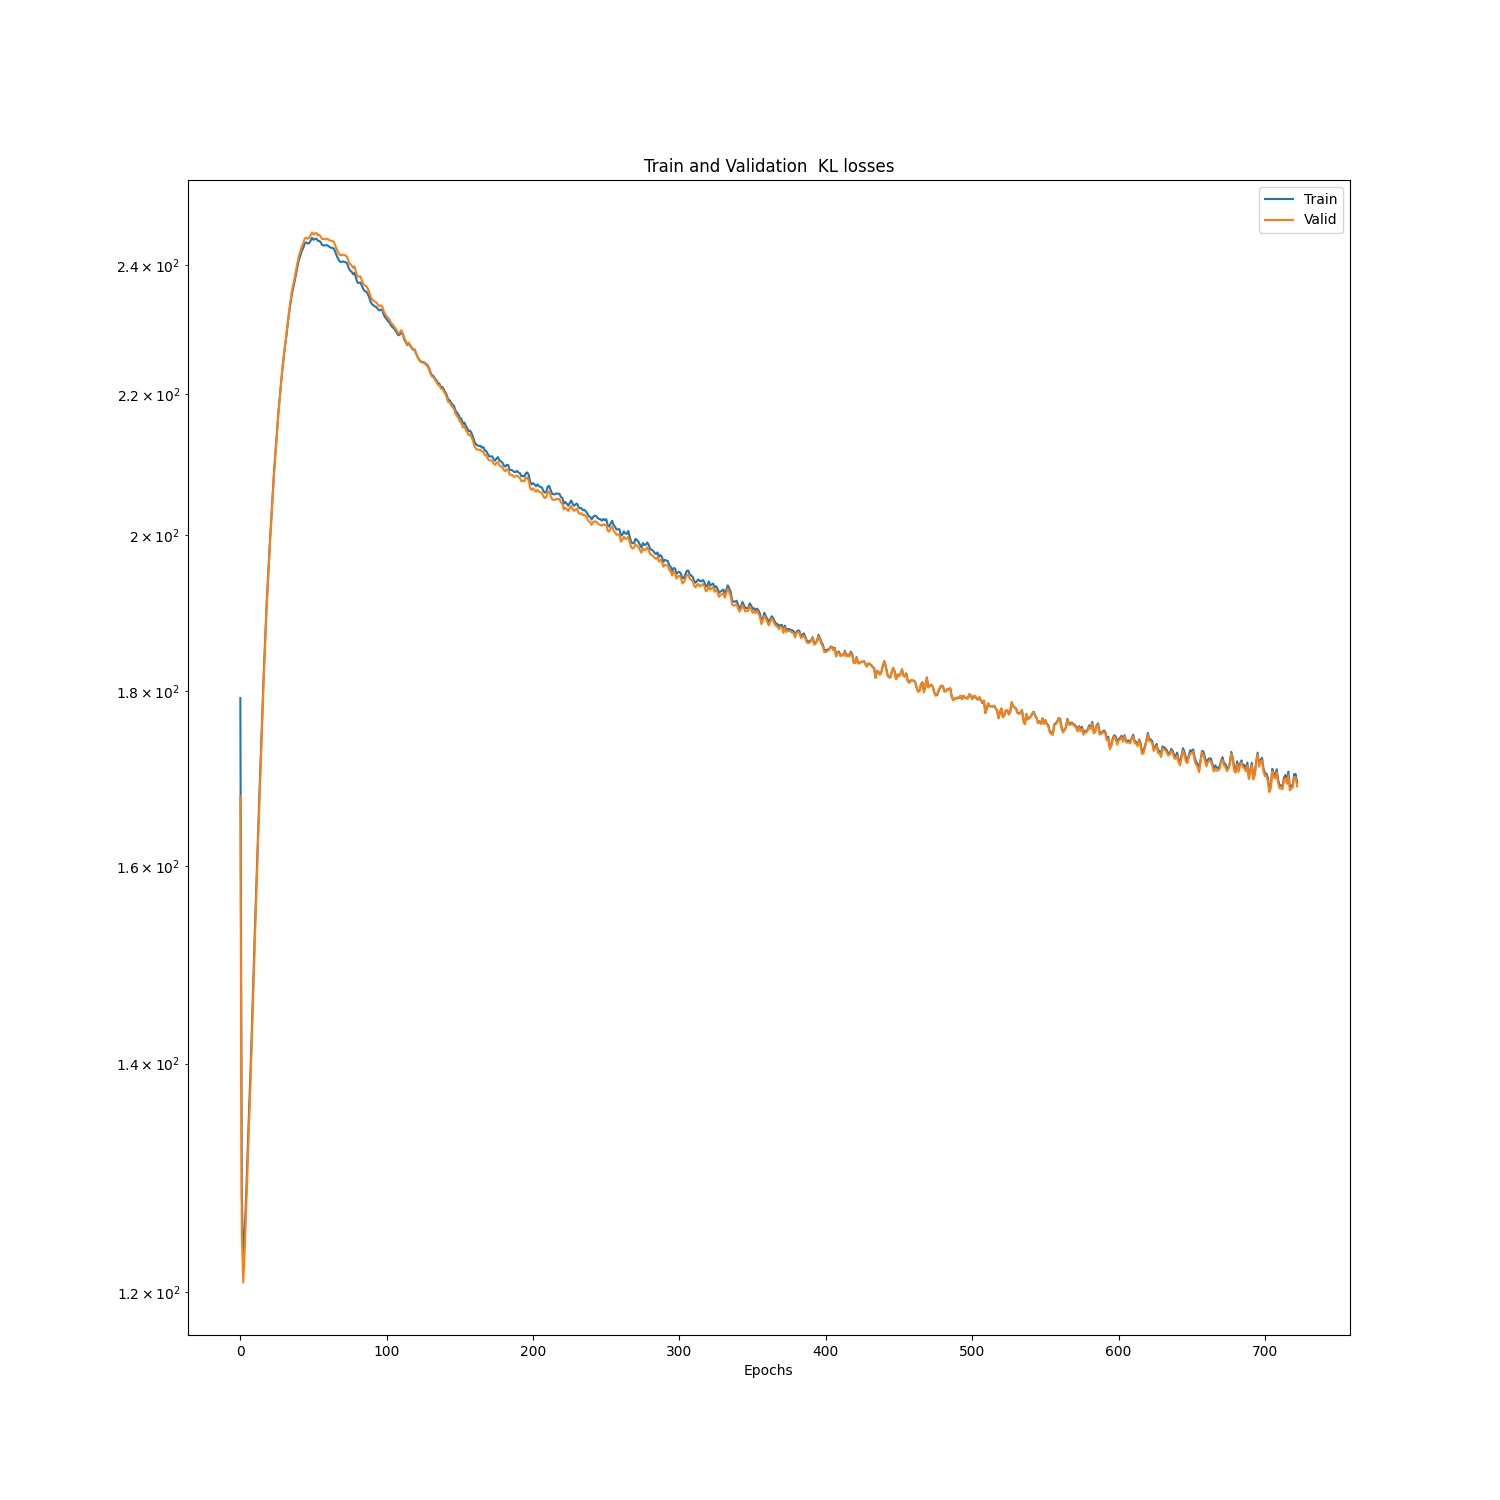 Train and Validation  KL losses
Train
Valid
2.4 × 10²
2.2 × 10²
2 × 10²
1.8 × 10²
1.6 × 10²
1.4 × 10²
1.2 × 10²
0 100 200 300 400 500 600 700
Epochs